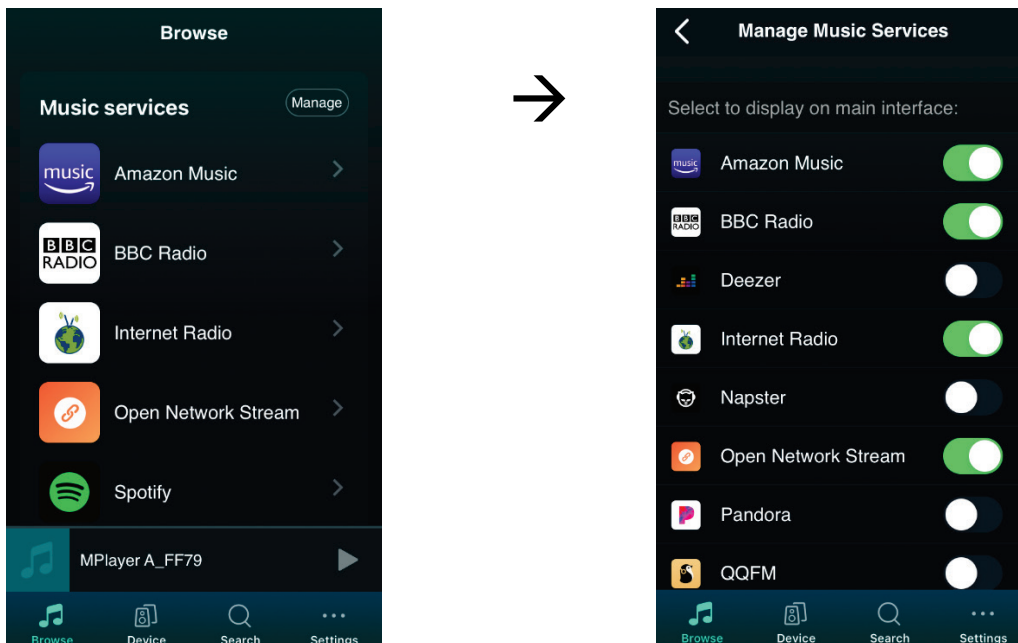 Browse
Music services
Manage
music
Amazon Music
BBC
RADIO
BBC Radio
Internet Radio
Open Network Stream
Spotify
MPlayer A_FF79
Browse
Device
Search
Settings
Manage Music Services
Select to display on main interface:
music
Amazon Music
BBC
RADIO
BBC Radio
Deezer
Internet Radio
Napster
Open Network Stream
Pandora
QQFM
Browse
Device
Search
Settings